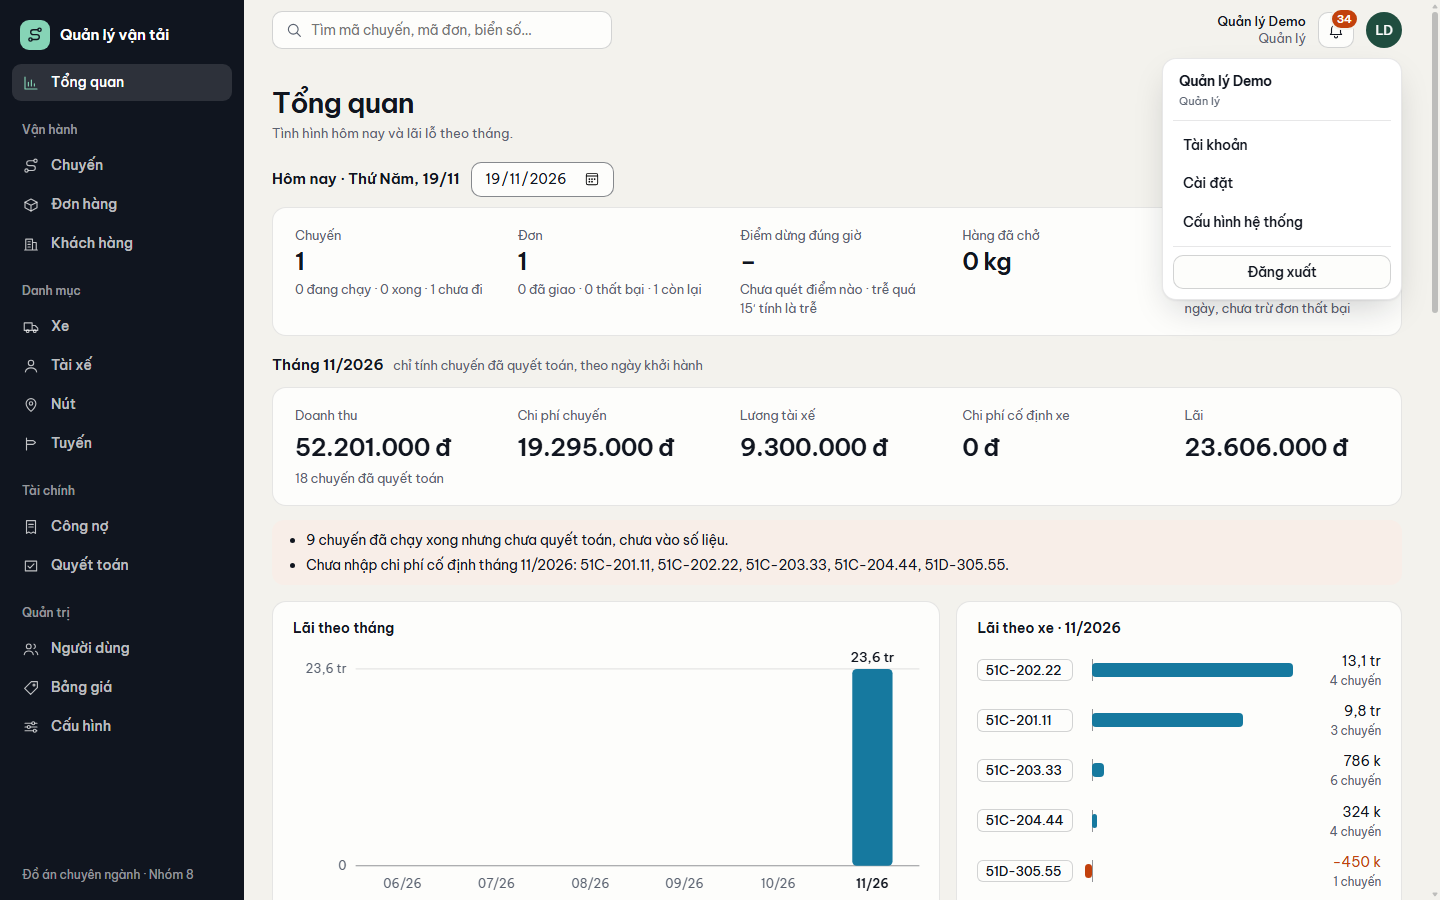 Quản lý vận tải
Tổng quan
Vận hành
Chuyến
Đơn hàng
Khách hàng
Danh mục
Xe
Tài xế
Nút
Tuyến
Tài chính
Công nợ
Quyết toán
Quản trị
Người dùng
Bảng giá
Cấu hình
Đồ án chuyên ngành · Nhóm 8
Tìm mã chuyến, mã đơn, biển số...
Quản lý Demo
Quản lý
34
LD
Quản lý Demo
Quản lý
Tài khoản
Cài đặt
Cấu hình hệ thống
Đăng xuất
Tổng quan
Tình hình hôm nay và lãi lỗ theo tháng.
Hôm nay · Thứ Năm, 19/11
19/11/2026
Chuyến
1
0 đang chạy · 0 xong · 1 chưa đi
Đơn
1
0 đã giao · 0 thất bại · 1 còn lại
Điểm dừng đúng giờ
–
Chưa quét điểm nào · trễ quá
15' tính là trễ
Hàng đã chở
0 kg
ngày, chưa trừ đơn thất bại
Tháng 11/2026 chỉ tính chuyến đã quyết toán, theo ngày khởi hành
Doanh thu
52.201.000 đ
18 chuyến đã quyết toán
Chi phí chuyến
19.295.000 đ
Lương tài xế
9.300.000 đ
Chi phí cố định xe
0 đ
Lãi
23.606.000 đ
9 chuyến đã chạy xong nhưng chưa quyết toán, chưa vào số liệu.
Chưa nhập chi phí cố định tháng 11/2026: 51C-201.11, 51C-202.22, 51C-203.33, 51C-204.44, 51D-305.55.
Lãi theo tháng
23,6 tr
23,6 tr
0
06/26 07/26 08/26 09/26 10/26 11/26
Lãi theo xe · 11/2026
51C-202.22
13,1 tr
4 chuyến
51C-201.11
9,8 tr
3 chuyến
51C-203.33
786 k
6 chuyến
51C-204.44
324 k
4 chuyến
51D-305.55
−450 k
1 chuyến